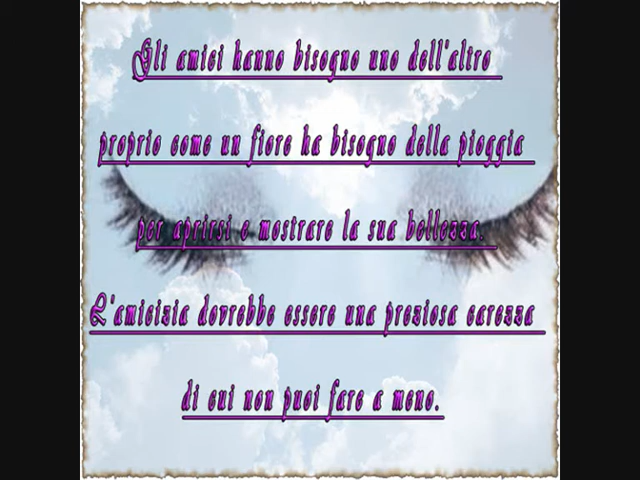 Gli amici hanno bisogno uno dell'altro
proprio come un fiore ha bisogno della pioggia
per aprirsi e mostrare la sua bellezza.
L'amicizia dovrebbe essere una preziosa carezza
di cui non puoi fare a meno.